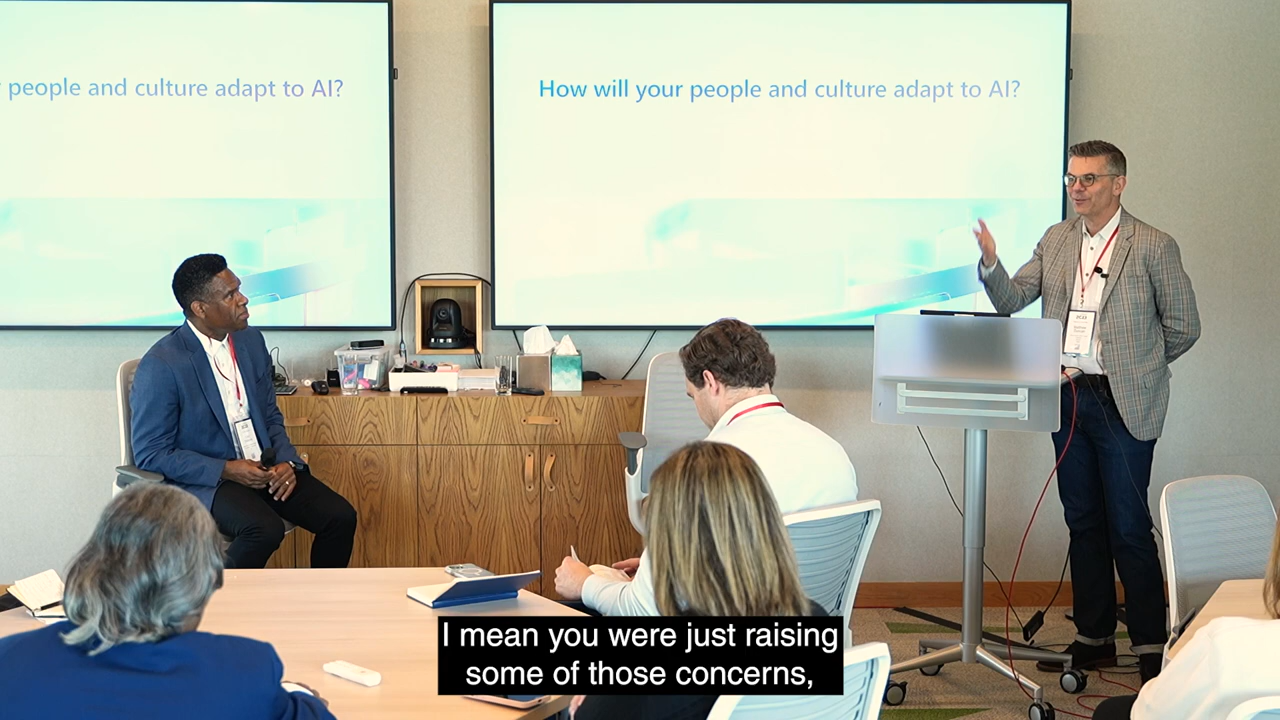 people and culture adapt to AI?
How will your people and culture adapt to AI?
I mean you were just raising
some of those concerns,